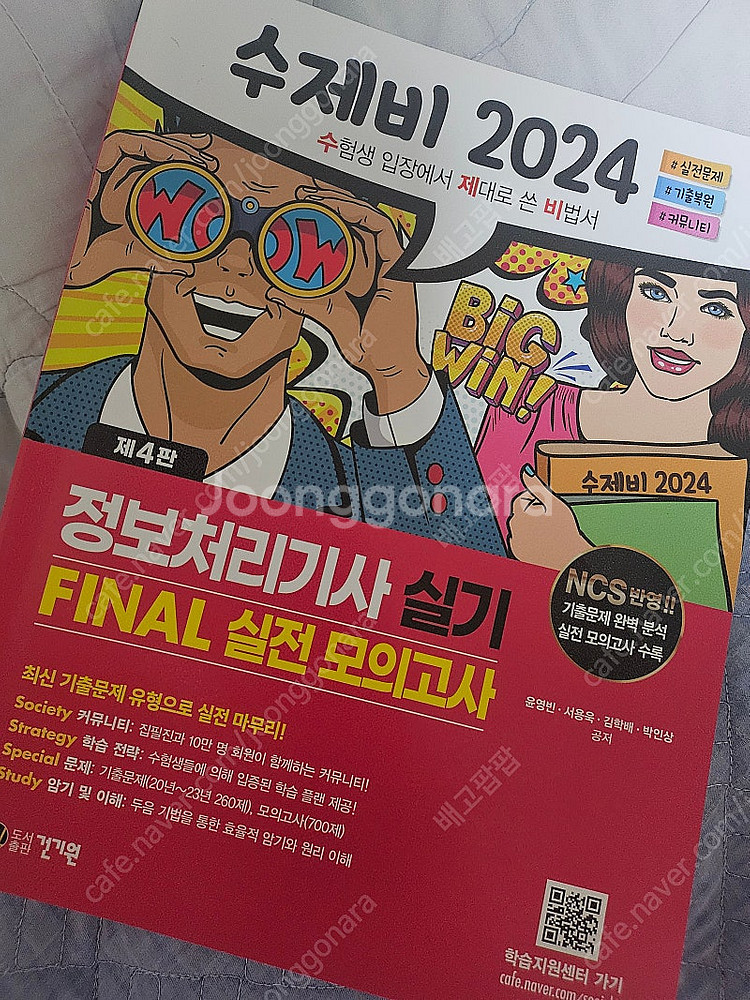 수제비 2024
수험생 입장에서 제대로 쓴 비법서
#실전문제
#기출복원
#커뮤니티
WOW
BiG
WiN!
수제비 2024
제4판
정보처리기사 실기
FINAL 실전 모의고사
NCS 반영!!
기출문제 완벽 분석
실전 모의고사 수록
윤영빈·서용욱·김학배·박인상
공저
최신 기출문제 유형으로 실전 마무리!
Society 커뮤니티: 집필진과 10만 명 회원이 함께하는 커뮤니티!
Strategy 학습 전략: 수험생들에 의해 입증된 학습 플랜 제공!
Special 문제: 기출문제(20년~23년 260제), 모의고사(700제)
Study 암기 및 이해: 두음 기법을 통한 효율적 암기와 원리 이해
도서
출판 건기원
학습지원센터 가기
cafe.naver.com/soci
Joonggonara
cafe.naver.com/joonggonara
배고팝팝